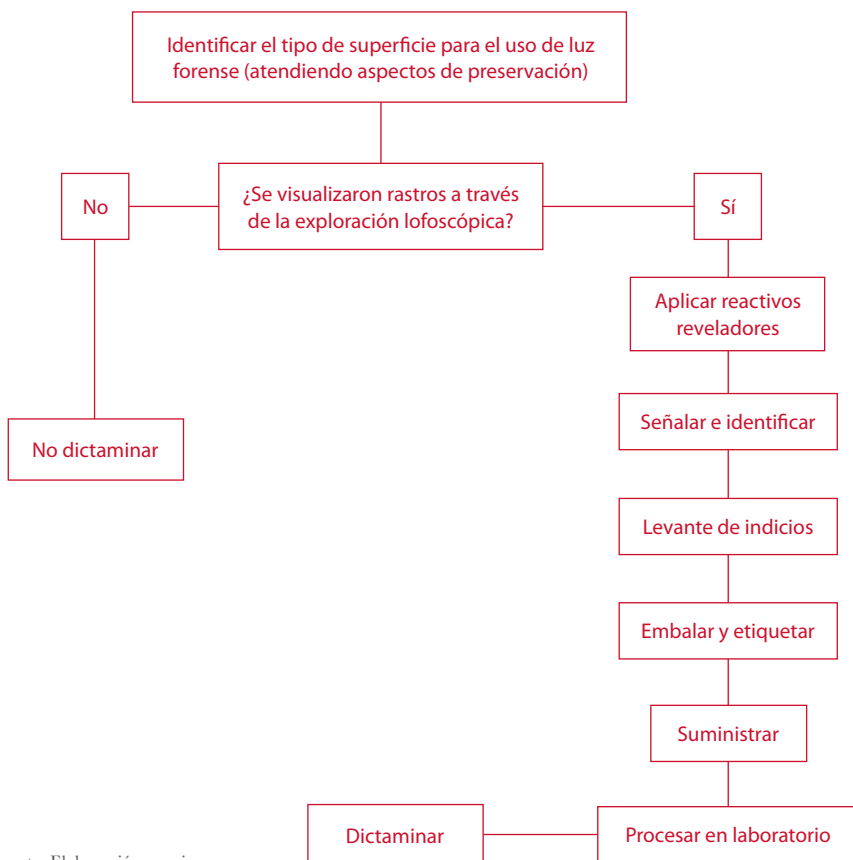 Identificar el tipo de superficie para el uso de luz
forense (atendiendo aspectos de preservación)
¿Se visualizaron rastros a través
de la exploración lofoscópica?
No
Sí
Aplicar reactivos
reveladores
Señalar e identificar
No dictaminar
Levante de indicios
Embalar y etiquetar
Suministrar
Procesar en laboratorio
Dictaminar